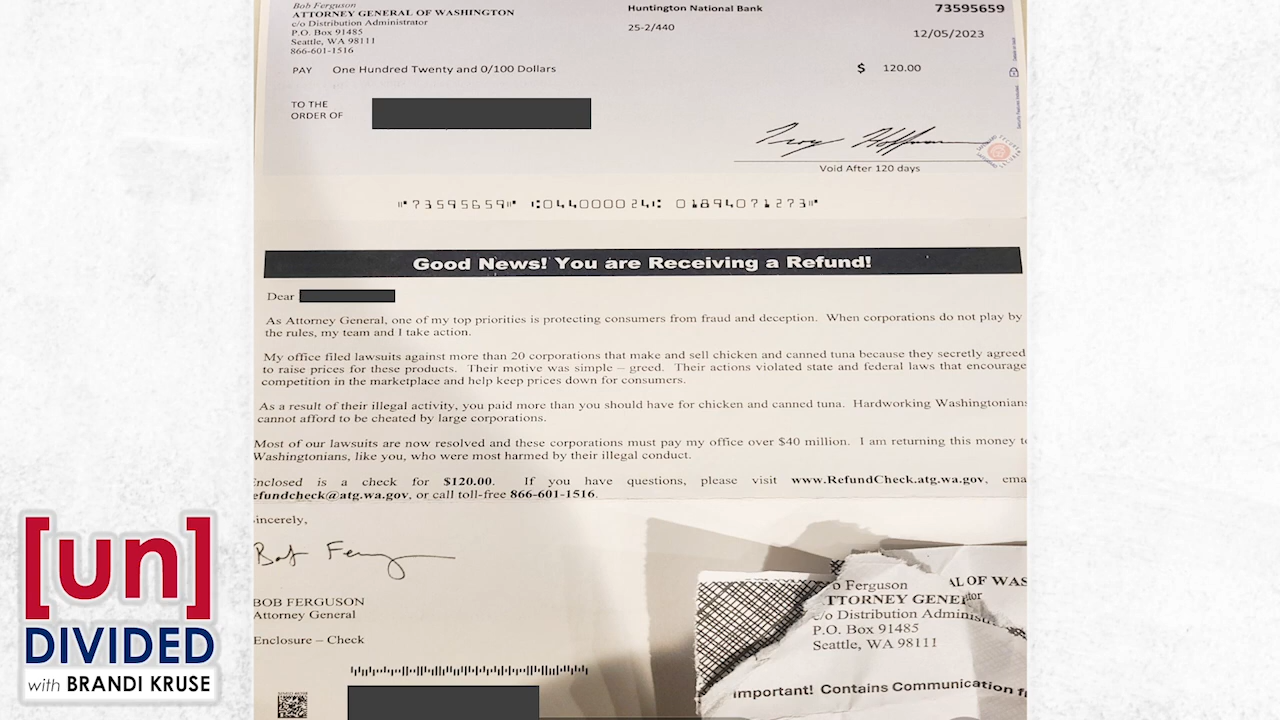 Bob Ferguson
ATTORNEY GENERAL OF WASHINGTON
c/o Distribution Administrator
P.O. Box 91485
Seattle, WA 98111
866-601-1516
Huntington National Bank
25-2/440
73595659
12/05/2023
PAY One Hundred Twenty and 0/100 Dollars
$ 120.00
TO THE
ORDER OF
Void After 120 days
⑈73595659⑈ ⑆044000024⑆ 01894071273⑈
Good News! You are Receiving a Refund!
Dear
As Attorney General, one of my top priorities is protecting consumers from fraud and deception. When corporations do not play by
the rules, my team and I take action.
My office filed lawsuits against more than 20 corporations that make and sell chicken and canned tuna because they secretly agreed
to raise prices for these products. Their motive was simple – greed. Their actions violated state and federal laws that encourage
competition in the marketplace and help keep prices down for consumers.
As a result of their illegal activity, you paid more than you should have for chicken and canned tuna. Hardworking Washingtonians
cannot afford to be cheated by large corporations.
Most of our lawsuits are now resolved and these corporations must pay my office over $40 million. I am returning this money to
Washingtonians, like you, who were most harmed by their illegal conduct.
Enclosed is a check for $120.00. If you have questions, please visit www.RefundCheck.atg.wa.gov, ema
efundcheck@atg.wa.gov, or call toll-free 866-601-1516.
incerely,
Bob Ferg
BOB FERGUSON
Attorney General
Enclosure – Check
o Ferguson
TTORNEY GENE
AL OF WAS
/o Distribution Adminis
tor
P.O. Box 91485
Seattle, WA 98111
Important! Contains Communication f
[un]
DIVIDED
with BRANDI KRUSE